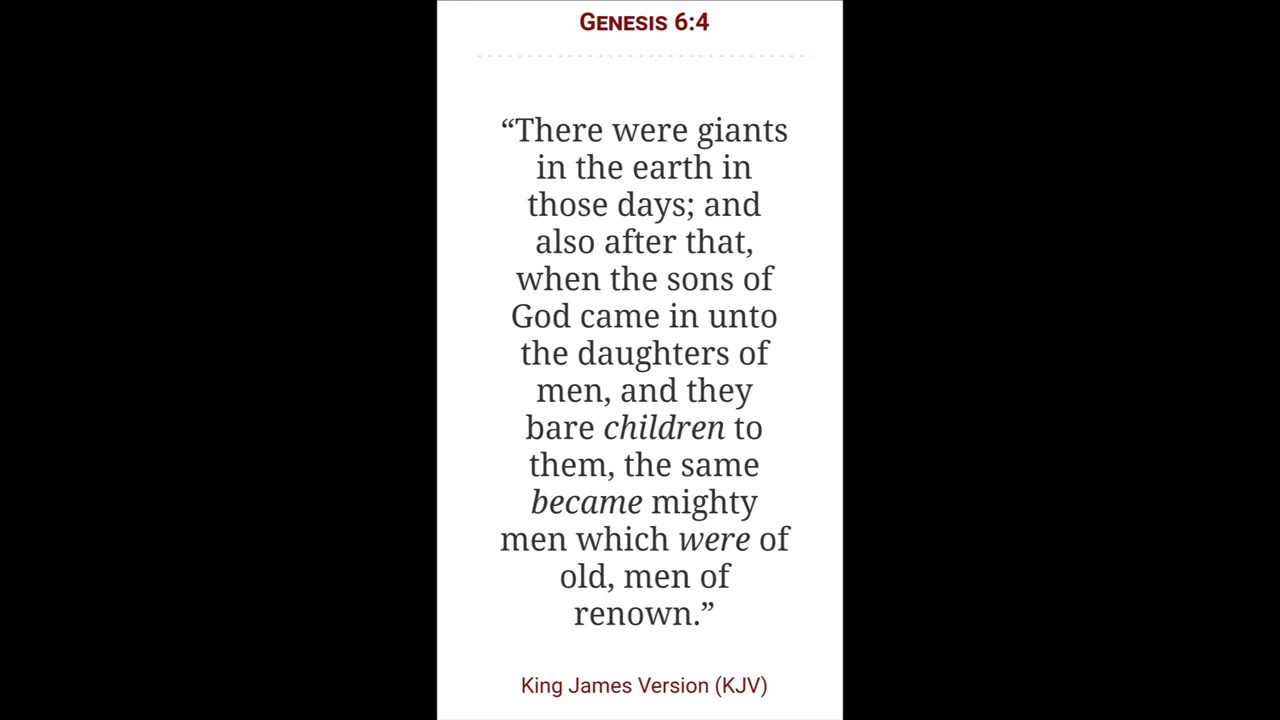 GENESIS 6:4
“There were giants
in the earth in
those days; and
also after that,
when the sons of
God came in unto
the daughters of
men, and they
bare children to
them, the same
became mighty
men which were of
old, men of
renown.”
King James Version (KJV)